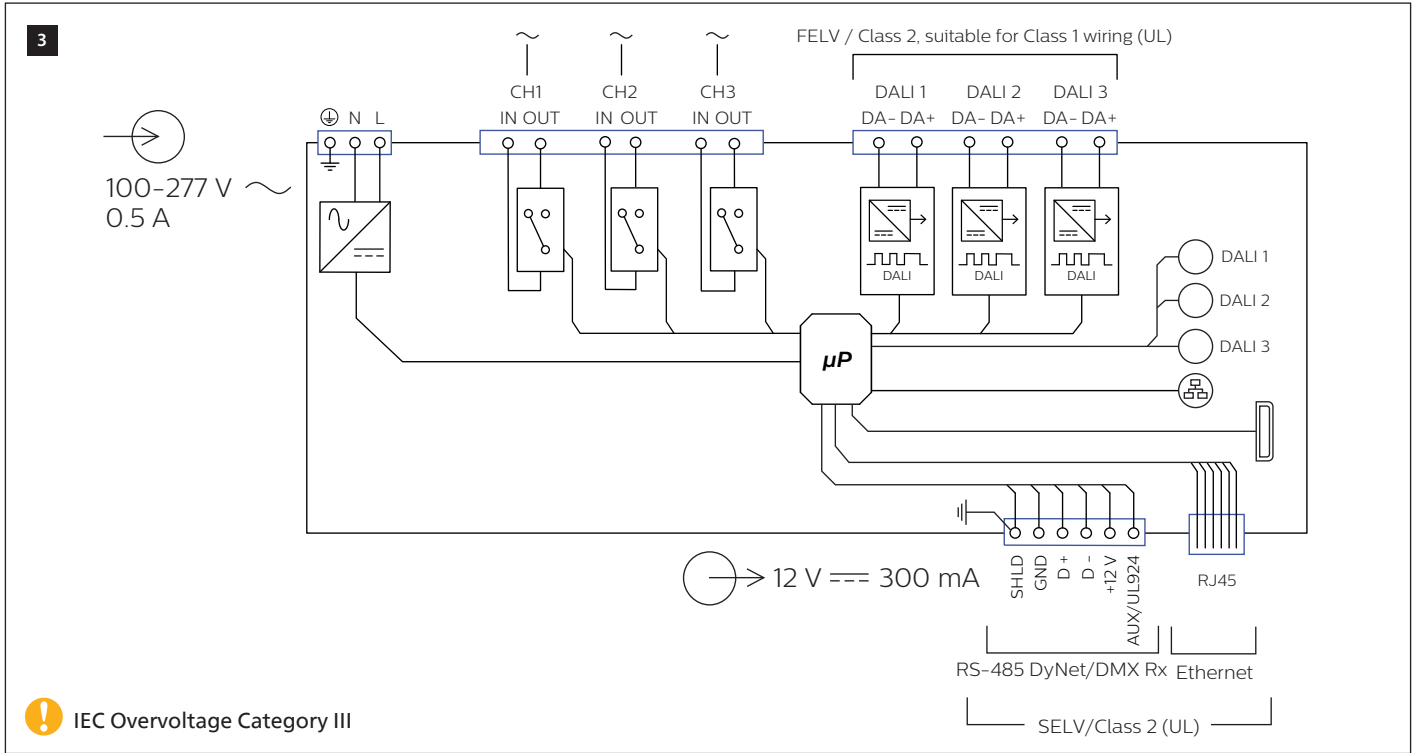 3
FELV / Class 2, suitable for Class 1 wiring (UL)
CH1 CH2 CH3 DALI 1 DALI 2 DALI 3
N L IN OUT IN OUT IN OUT DA- DA+ DA- DA+ DA- DA+
100-277 V
0.5 A
DALI DALI DALI
DALI 1
DALI 2
DALI 3
µP
12 V 300 mA
SHLD
GND
D +
D -
+12 V
AUX/UL924
RJ45
RS-485 DyNet/DMX Rx Ethernet
SELV/Class 2 (UL)
! IEC Overvoltage Category III